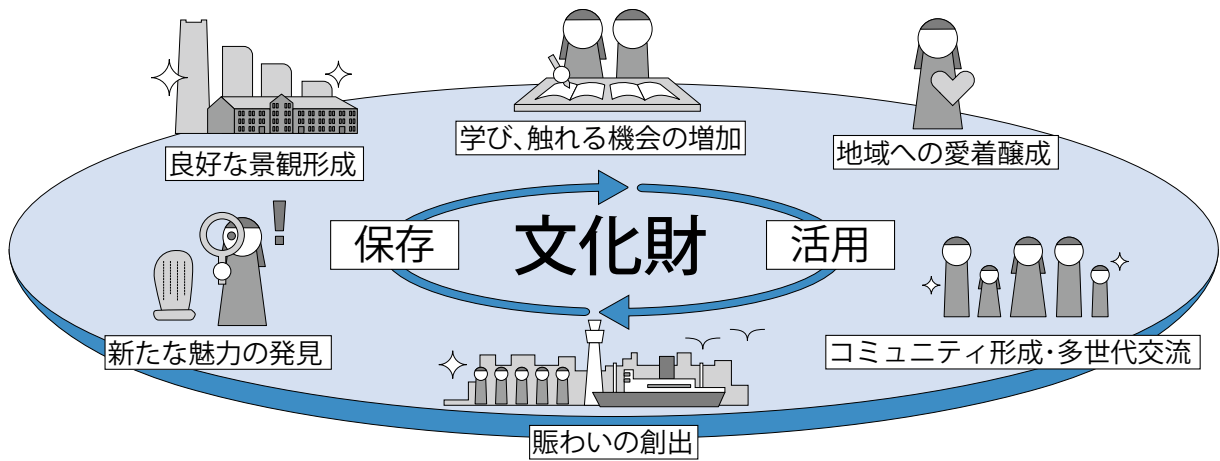 学び、触れる機会の増加
良好な景観形成
地域への愛着醸成
保存
文化財
活用
新たな魅力の発見
コミュニティ形成・多世代交流
賑わいの創出